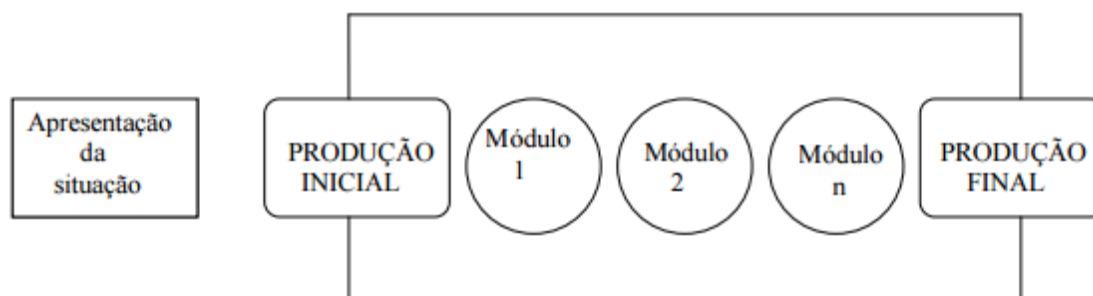 Apresentação
da
situação
PRODUÇÃO
INICIAL
Módulo
1
Módulo
2
Módulo
n
PRODUÇÃO
FINAL